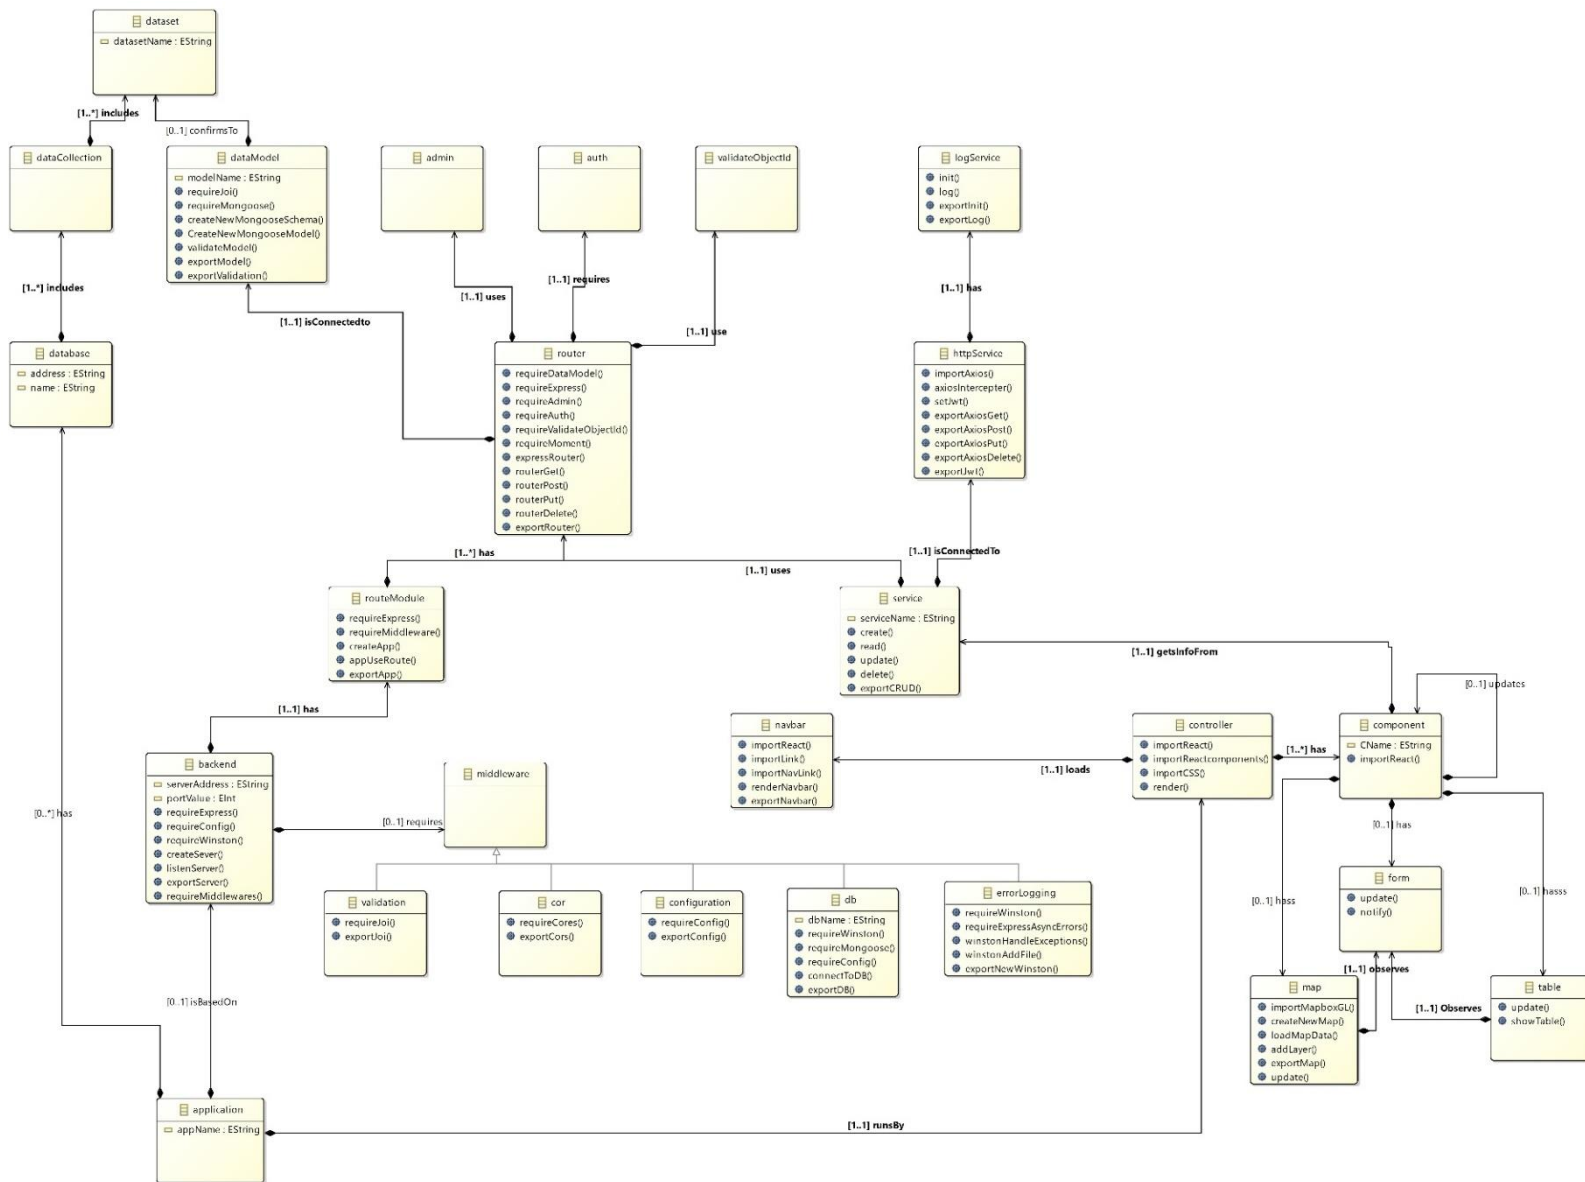 dataset
datasetName : EString
[1..*] includes
[0..1] confirmsTo
dataCollection
dataModel
modelName : EString
requireJoi()
requireMongoose()
createNewMongooseSchema()
CreateNewMongooseModel()
validateModel()
exportModel()
exportValidation()
admin
auth
validateObjectId
logService
init()
log()
exportInit()
exportLog()
[1..*] includes
[1..1] isConnectedto
[1..1] uses
[1..1] requires
[1..1] use
[1..1] has
database
address : EString
name : EString
router
requireDataModel()
requireExpress()
requireAdmin()
requireAuth()
requireValidateObjectId()
requireMoment()
expressRouter()
routerGet()
routerPost()
routerPut()
routerDelete()
exportRouter()
httpService
importAxios()
axiosIntercepter()
setJwt()
exportAxiosGet()
exportAxiosPost()
exportAxiosPut()
exportAxiosDelete()
exportJwt()
[1..*] has
[1..1] uses
[1..1] isConnectedTo
routeModule
requireExpress()
requireMiddleware()
createApp()
appUseRoute()
exportApp()
service
serviceName : EString
create()
read()
update()
delete()
exportCRUD()
[1..1] getsInfoFrom
[0..1] updates
[1..1] has
backend
serverAddress : EString
portValue : EInt
requireExpress()
requireConfig()
requireWinston()
createSever()
listenServer()
exportServer()
requireMiddlewares()
middleware
[0..1] requires
navbar
importReact()
importLink()
importNavLink()
renderNavbar()
exportNavbar()
[1..1] loads
controller
importReact()
importReactcomponents()
importCSS()
render()
[1..*] has
component
CName : EString
importReact()
[0..*] has
[0..1] has
[0..1] hass
[0..1] hasss
validation
requireJoi()
exportJoi()
cor
requireCores()
exportCors()
configuration
requireConfig()
exportConfig()
db
dbName : EString
requireWinston()
requireMongoose()
requireConfig()
connectToDB()
exportDB()
errorLogging
requireWinston()
requireExpressAsyncErrors()
winstonHandleExceptions()
winstonAddFile()
exportNewWinston()
form
update()
notify()
[1..1] observes
[1..1] Observes
map
importMapboxGL()
createNewMap()
loadMapData()
addLayer()
exportMap()
update()
table
update()
showTable()
[0..1] isBasedOn
application
appName : EString
[1..1] runsBy